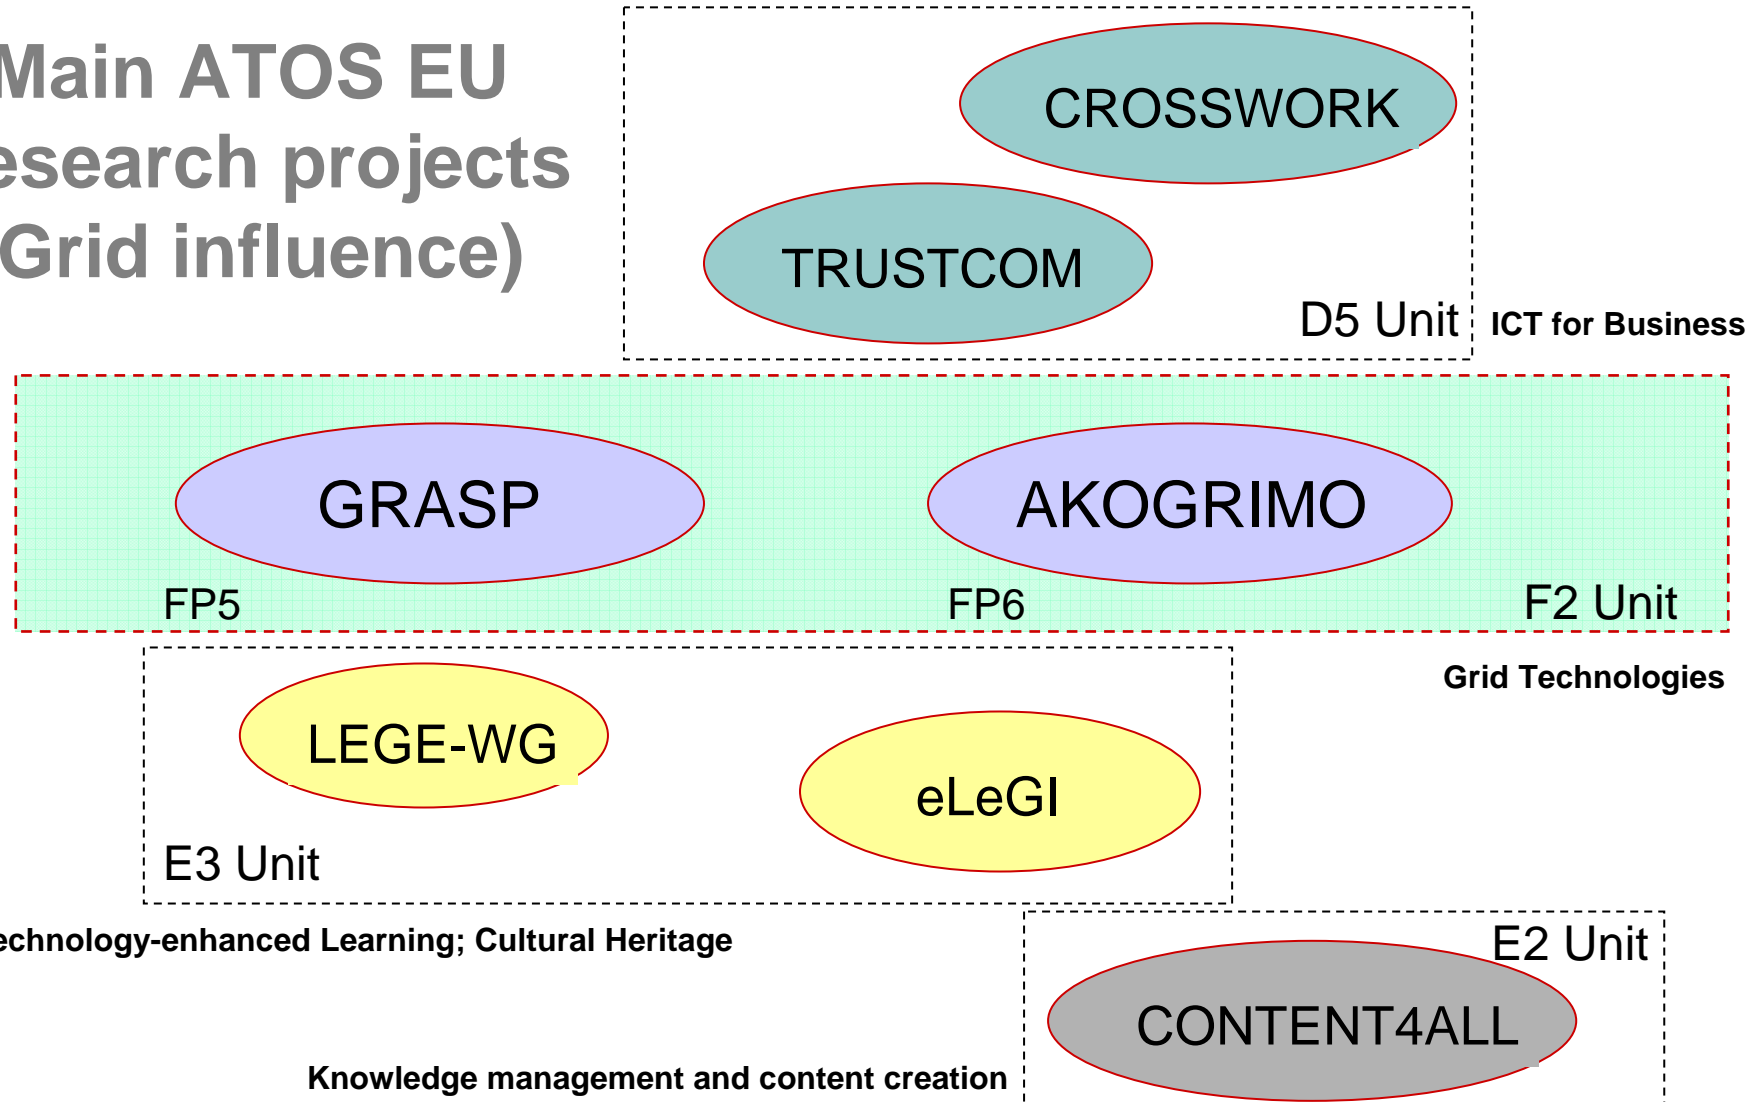 Main ATOS EU
esearch projects
Grid influence)
CROSSWORK
TRUSTCOM
D5 Unit
ICT for Business
GRASP
AKOGRIMO
FP5
FP6
F2 Unit
Grid Technologies
LEGE-WG
eLeGI
E3 Unit
echnology-enhanced Learning; Cultural Heritage
E2 Unit
CONTENT4ALL
Knowledge management and content creation